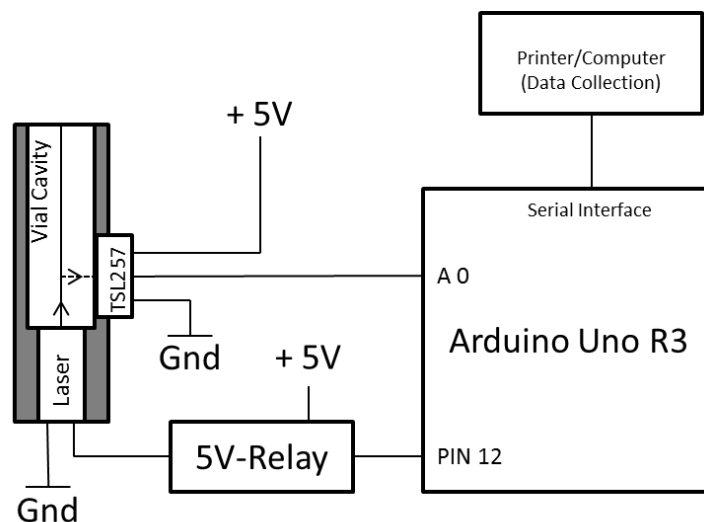 Printer/Computer
(Data Collection)
+ 5V
Vial Cavity
Serial Interface
TSL257
A 0
Arduino Uno R3
Gnd
+ 5V
Laser
5V-Relay
PIN 12
Gnd